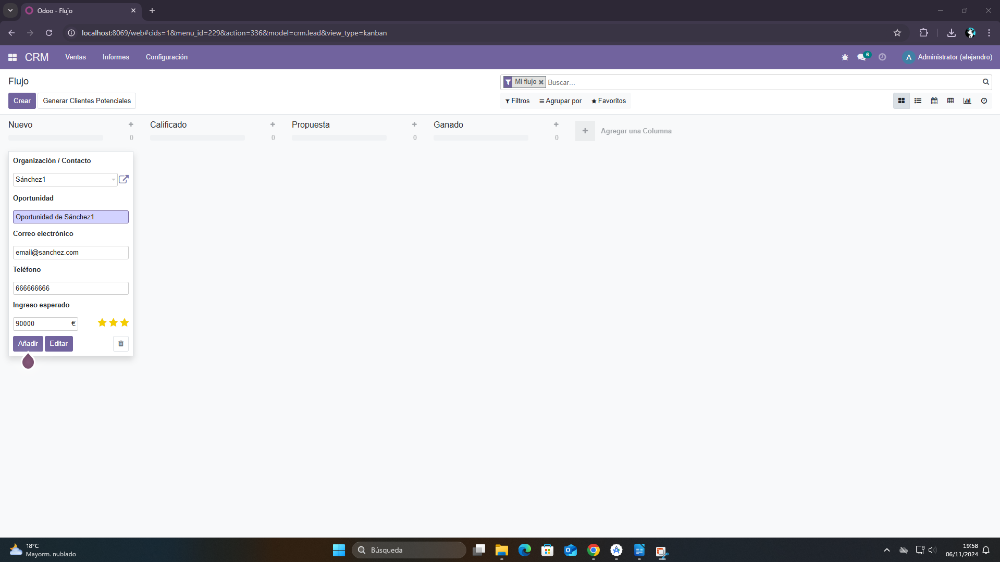 Odoo - Flujo
localhost:8069/web#cids=1&menu_id=229&action=336&model=crm.lead&view_type=kanban
CRM Ventas Informes Configuración 6 A Administrator (alejandro)
Flujo
Mi flujo Buscar...
Crear Generar Clientes Potenciales
Filtros Agrupar por Favoritos
Nuevo Calificado Propuesta Ganado
Agregar una Columna
0 0 0 0
Organización / Contacto
Sánchez1
Oportunidad
Oportunidad de Sánchez1
Correo electrónico
email@sanchez.com
Teléfono
666666666
Ingreso esperado
90000 €
Añadir Editar
18°C
Mayorm. nublado
Búsqueda
19:58
06/11/2024